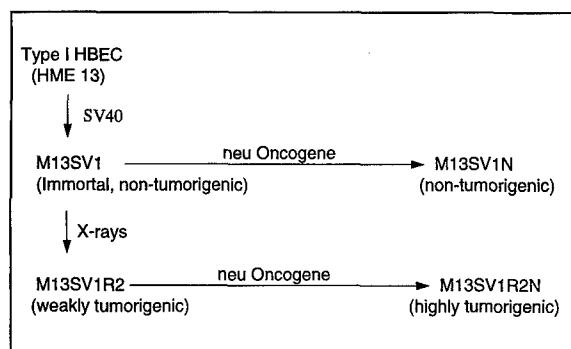 Type I HBEC
(HME 13)
SV40
M13SV1
neu Oncogene
M13SV1N
(Immortal, non-tumorigenic)
(non-tumorigenic)
X-rays
M13SV1R2
neu Oncogene
M13SV1R2N
(weakly tumorigenic)
(highly tumorigenic)